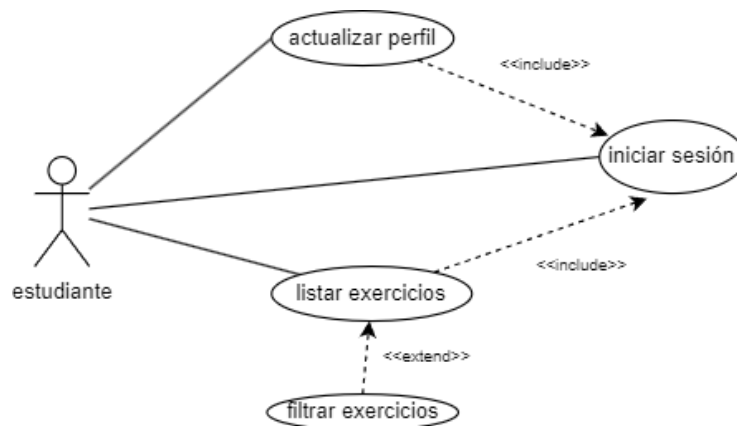 actualizar perfil
<<include>>
iniciar sesión
estudiante
listar exercicios
<<include>>
<<extend>>
filtrar exercicios